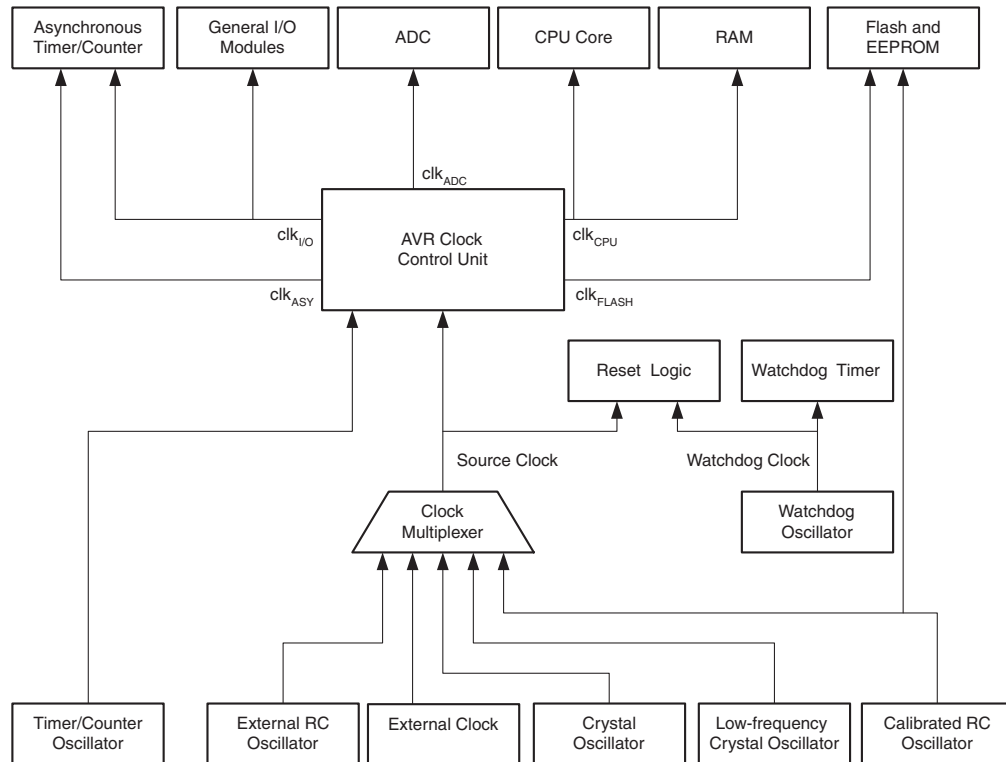 Asynchronous
Timer/Counter
General I/O
Modules
ADC
CPU Core
RAM
Flash and
EEPROM
clkADC
clkI/O
AVR Clock
Control Unit
clkCPU
clkASY
clkFLASH
Reset Logic
Watchdog Timer
Source Clock
Watchdog Clock
Clock
Multiplexer
Watchdog
Oscillator
Timer/Counter
Oscillator
External RC
Oscillator
External Clock
Crystal
Oscillator
Low-frequency
Crystal Oscillator
Calibrated RC
Oscillator